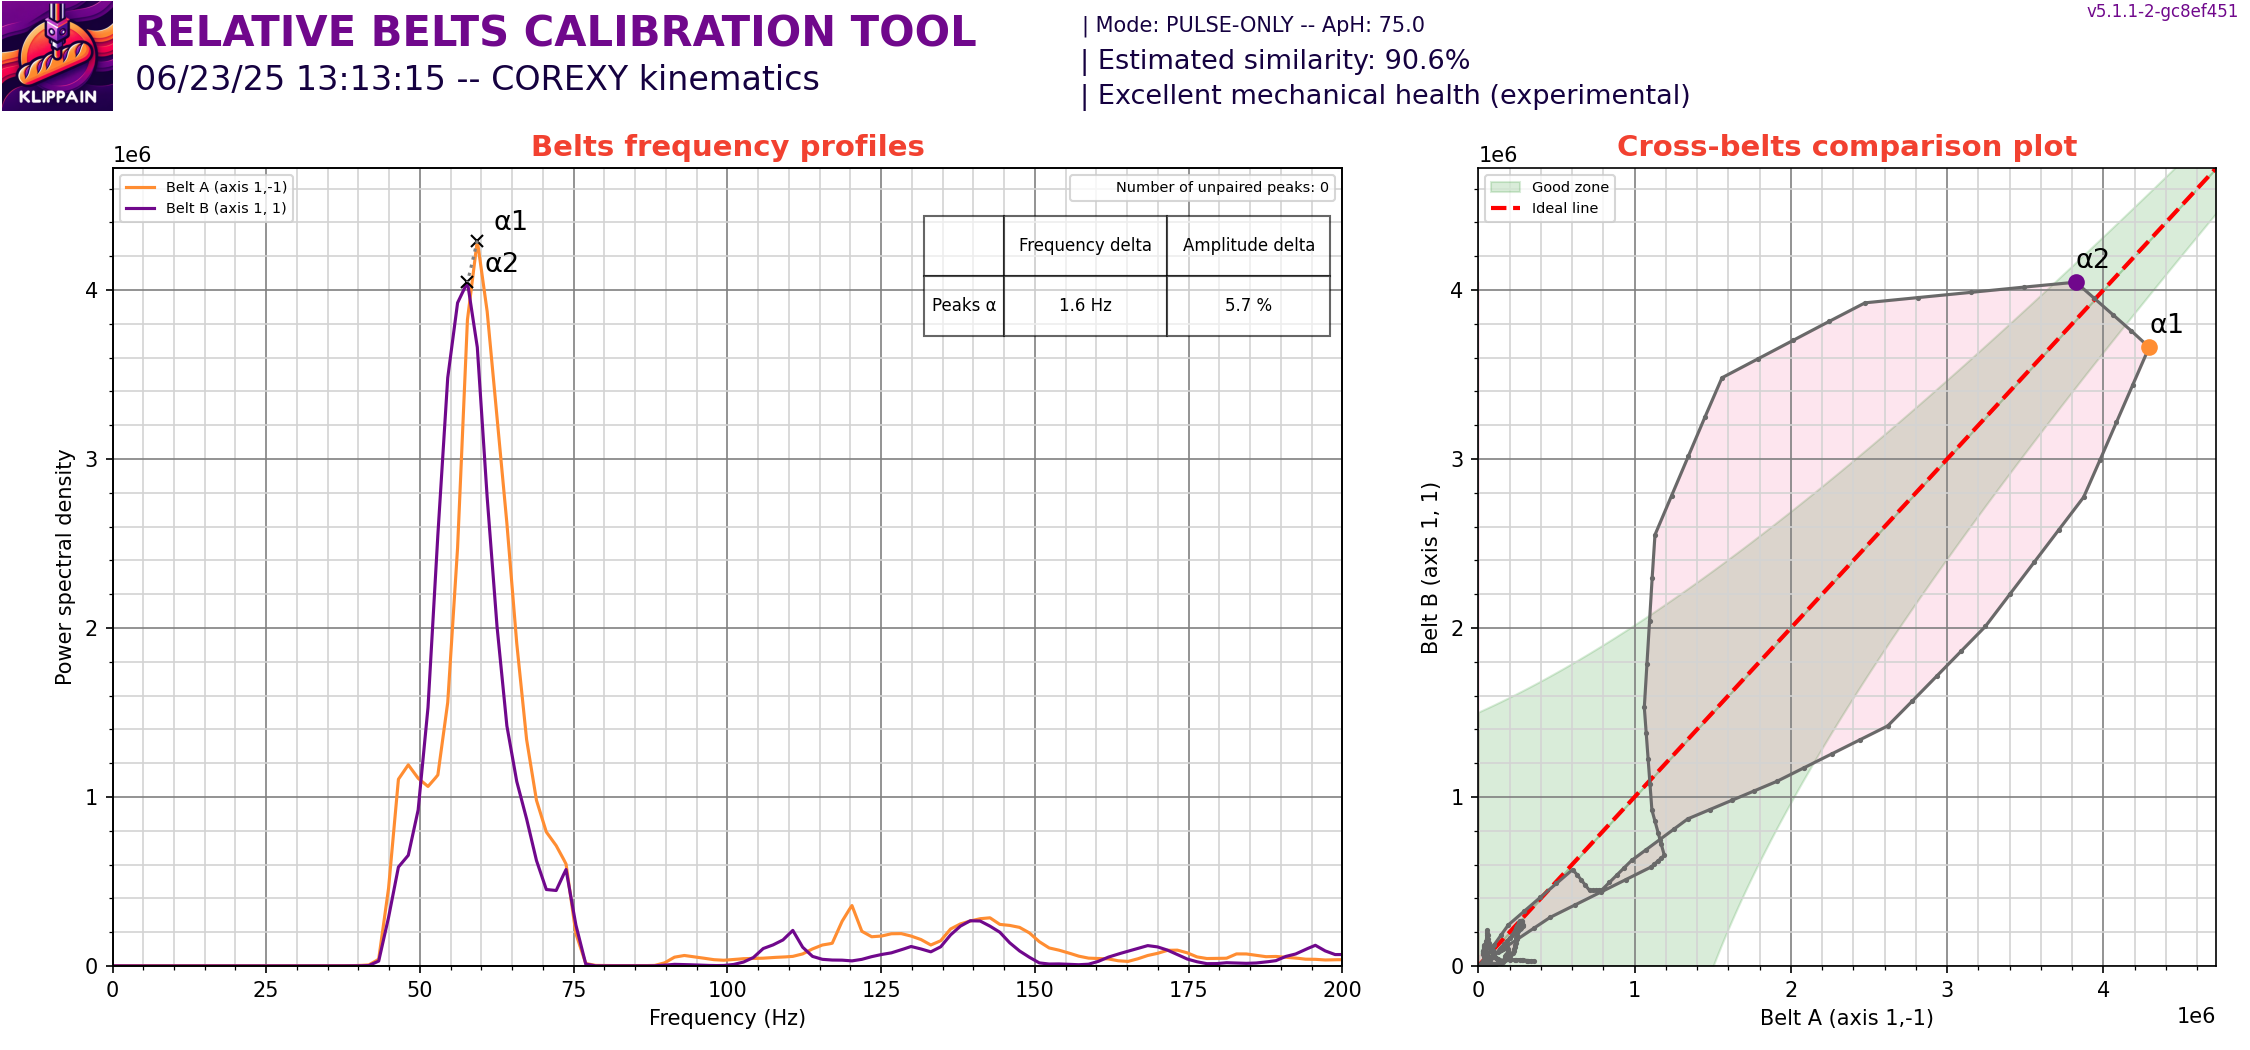 KLIPPAIN
RELATIVE BELTS CALIBRATION TOOL
06/23/25 13:13:15 -- COREXY kinematics
| Mode: PULSE-ONLY -- ApH: 75.0
| Estimated similarity: 90.6%
| Excellent mechanical health (experimental)
v5.1.1-2-gc8ef451
Belts frequency profiles
1e6
Belt A (axis 1,-1)
Belt B (axis 1, 1)
Number of unpaired peaks: 0
Frequency delta Amplitude delta
Peaks α 1.6 Hz 5.7 %
α1
α2
4
3
2
1
0
Power spectral density
0 25 50 75 100 125 150 175 200
Frequency (Hz)
Cross-belts comparison plot
1e6
Good zone
Ideal line
α2
α1
4
3
2
1
0
Belt B (axis 1, 1)
0 1 2 3 4
Belt A (axis 1,-1)
1e6